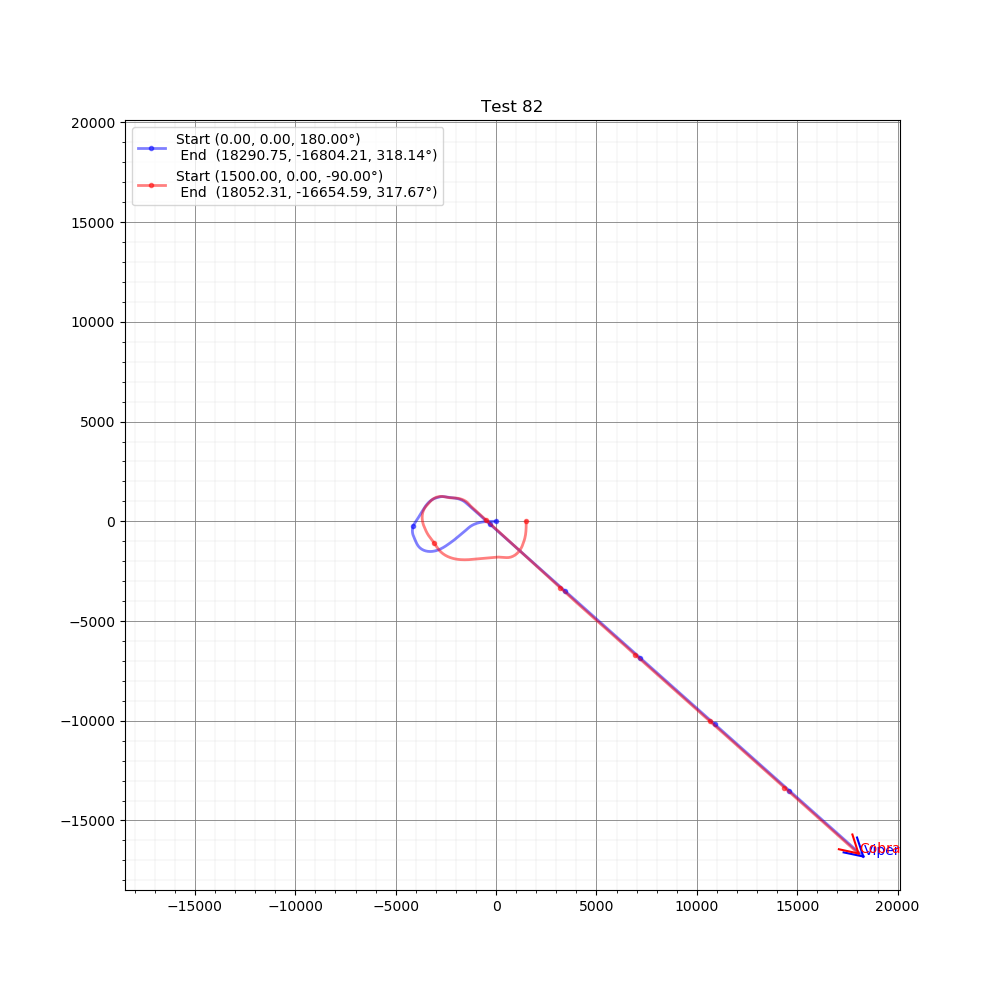 Test 82
Start (0.00, 0.00, 180.00°)
End (18290.75, -16804.21, 318.14°)
Start (1500.00, 0.00, -90.00°)
End (18052.31, -16654.59, 317.67°)
20000
15000
10000
5000
0
−5000
−10000
−15000
Cobra
Viper
−15000 −10000 −5000 0 5000 10000 15000 20000